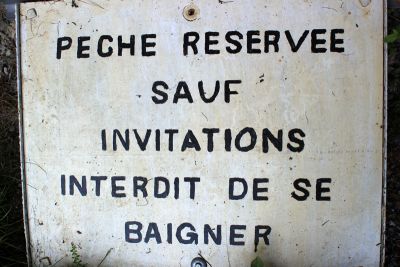 PECHE RESERVEE
SAUF
INVITATIONS
INTERDIT DE SE
BAIGNER